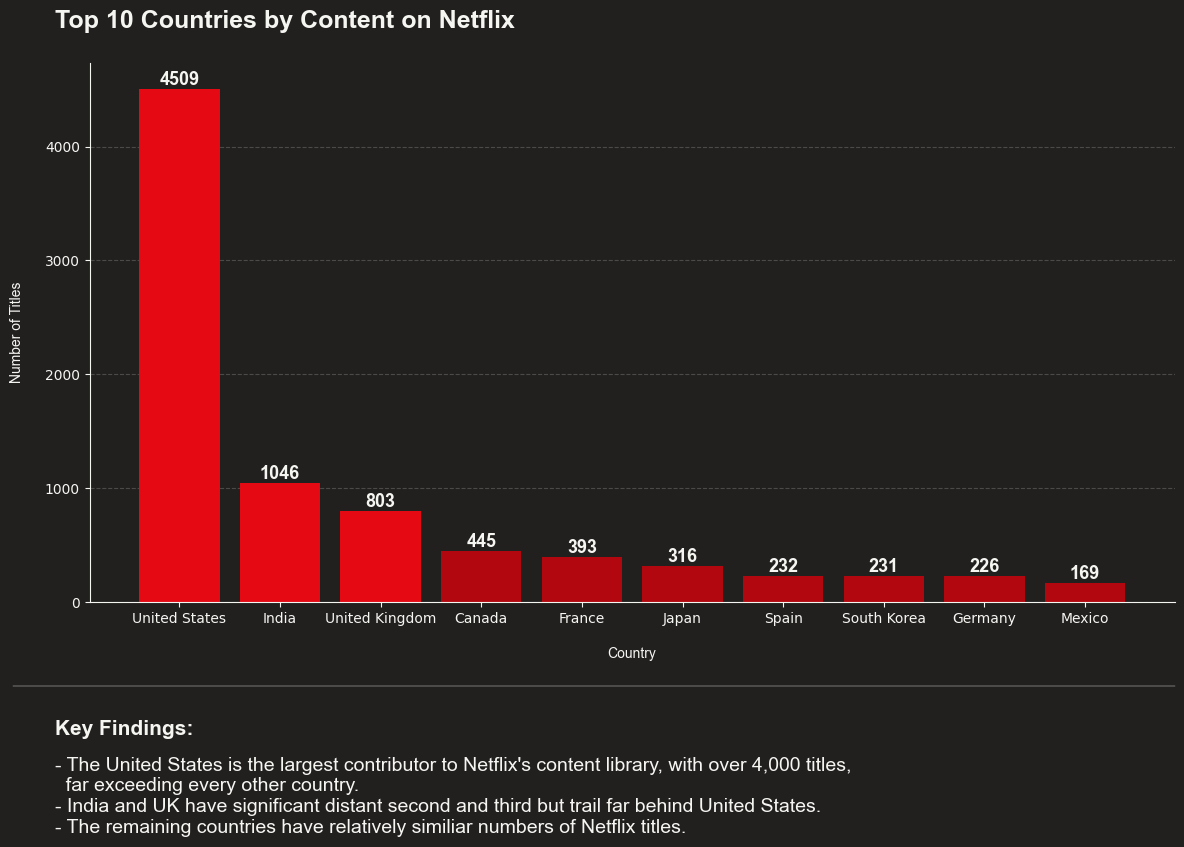 Top 10 Countries by Content on Netflix
4509
4000
3000
Number of Titles
2000
1046
1000
803
445
393
316
232
231
226
169
0
United States India United Kingdom Canada France Japan Spain South Korea Germany Mexico
Country
Key Findings:
- The United States is the largest contributor to Netflix's content library, with over 4,000 titles,
far exceeding every other country.
- India and UK have significant distant second and third but trail far behind United States.
- The remaining countries have relatively similiar numbers of Netflix titles.